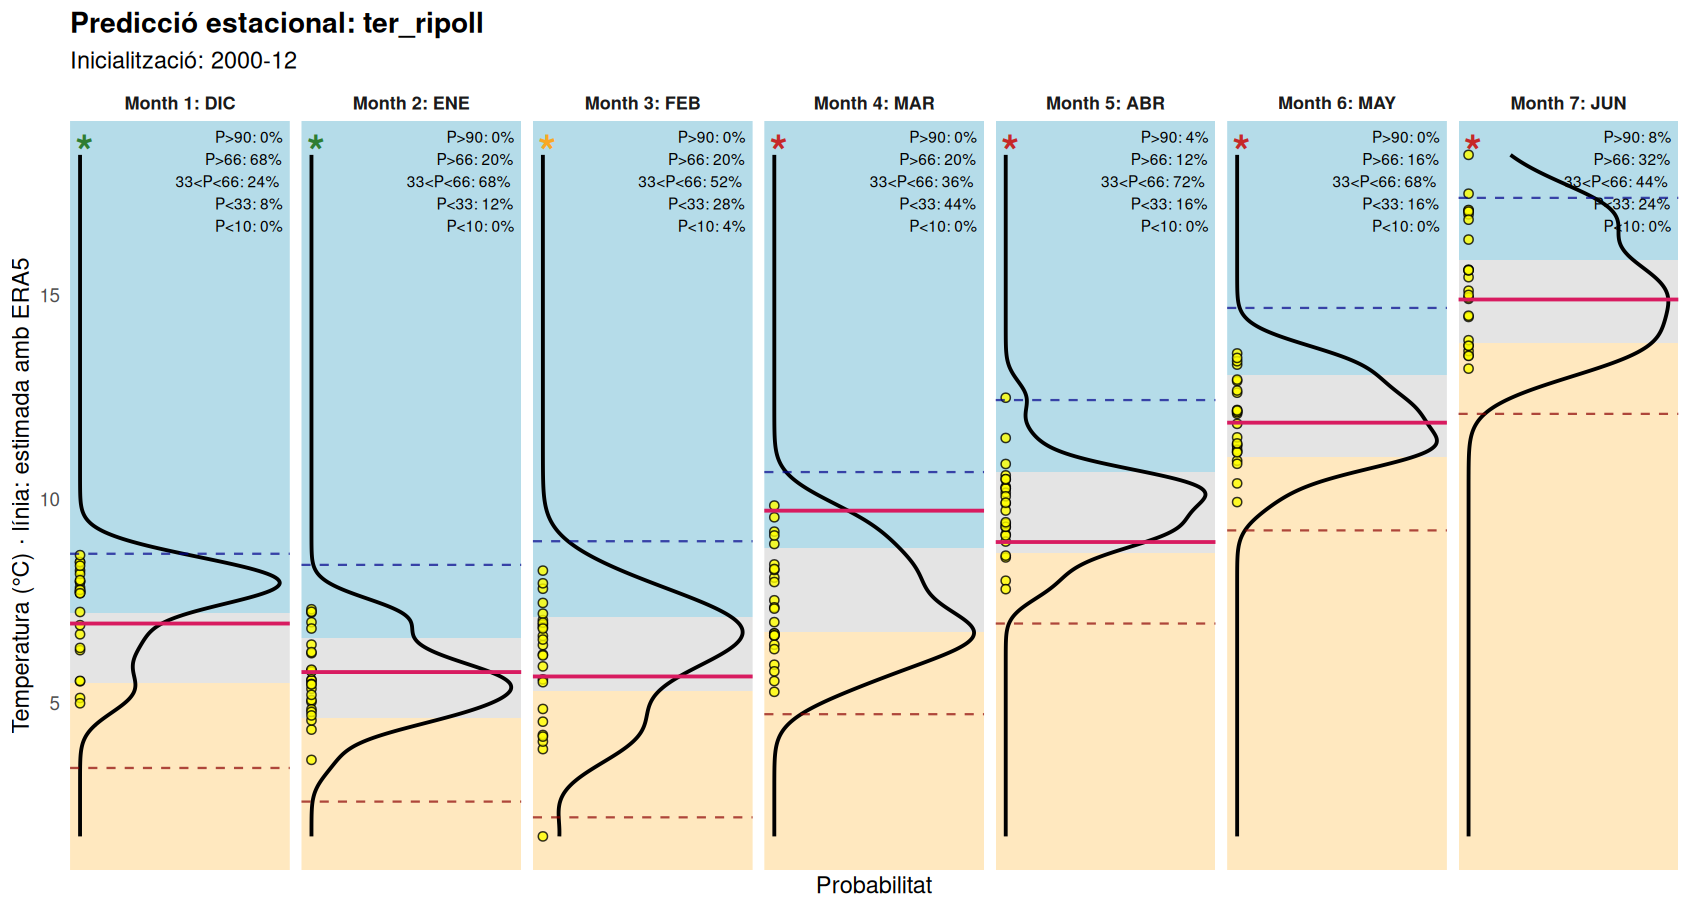 Predicció estacional: ter_ripoll
Inicialització: 2000-12
Month 1: DIC
P>90: 0%
P>66: 68%
33<P<66: 24%
P<33: 8%
P<10: 0%
Month 2: ENE
P>90: 0%
P>66: 20%
33<P<66: 68%
P<33: 12%
P<10: 0%
Month 3: FEB
P>90: 0%
P>66: 20%
33<P<66: 52%
P<33: 28%
P<10: 4%
Month 4: MAR
P>90: 0%
P>66: 20%
33<P<66: 36%
P<33: 44%
P<10: 0%
Month 5: ABR
P>90: 4%
P>66: 12%
33<P<66: 72%
P<33: 16%
P<10: 0%
Month 6: MAY
P>90: 0%
P>66: 16%
33<P<66: 68%
P<33: 16%
P<10: 0%
Month 7: JUN
P>90: 8%
P>66: 32%
33<P<66: 44%
P<33: 24%
P<10: 0%
Temperatura (°C) · línia: estimada amb ERA5
15
10
5
Probabilitat